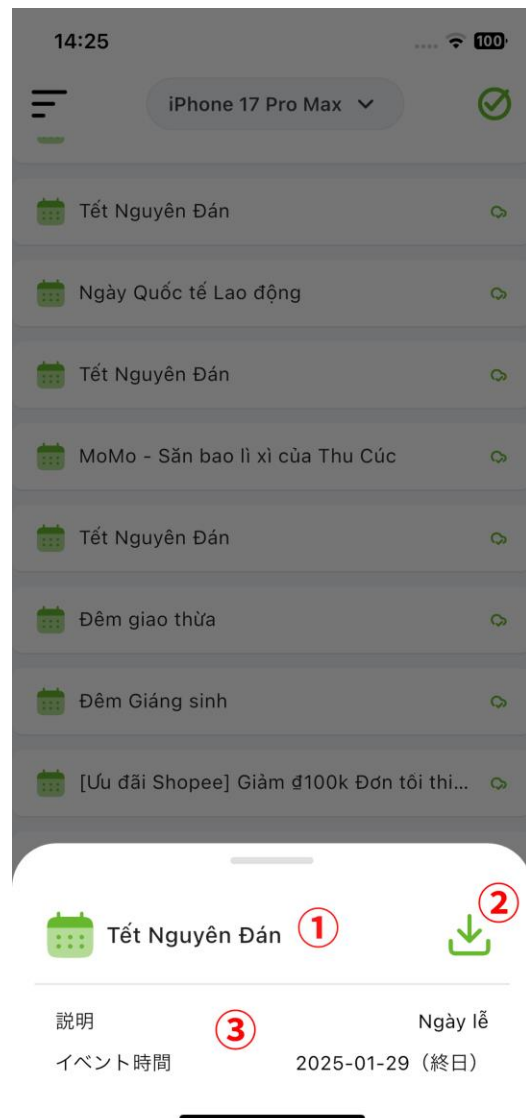 14:25
100
iPhone 17 Pro Max
Tết Nguyên Đán
Ngày Quốc tế Lao động
Tết Nguyên Đán
MoMo - Săn bao lì xì của Thu Cúc
Tết Nguyên Đán
Đêm giao thừa
Đêm Giáng sinh
[Ưu đãi Shopee] Giảm ₫100k Đơn tối thi...
Tết Nguyên Đán ①
②
説明 Ngày lễ
③
イベント時間 2025-01-29（終日）